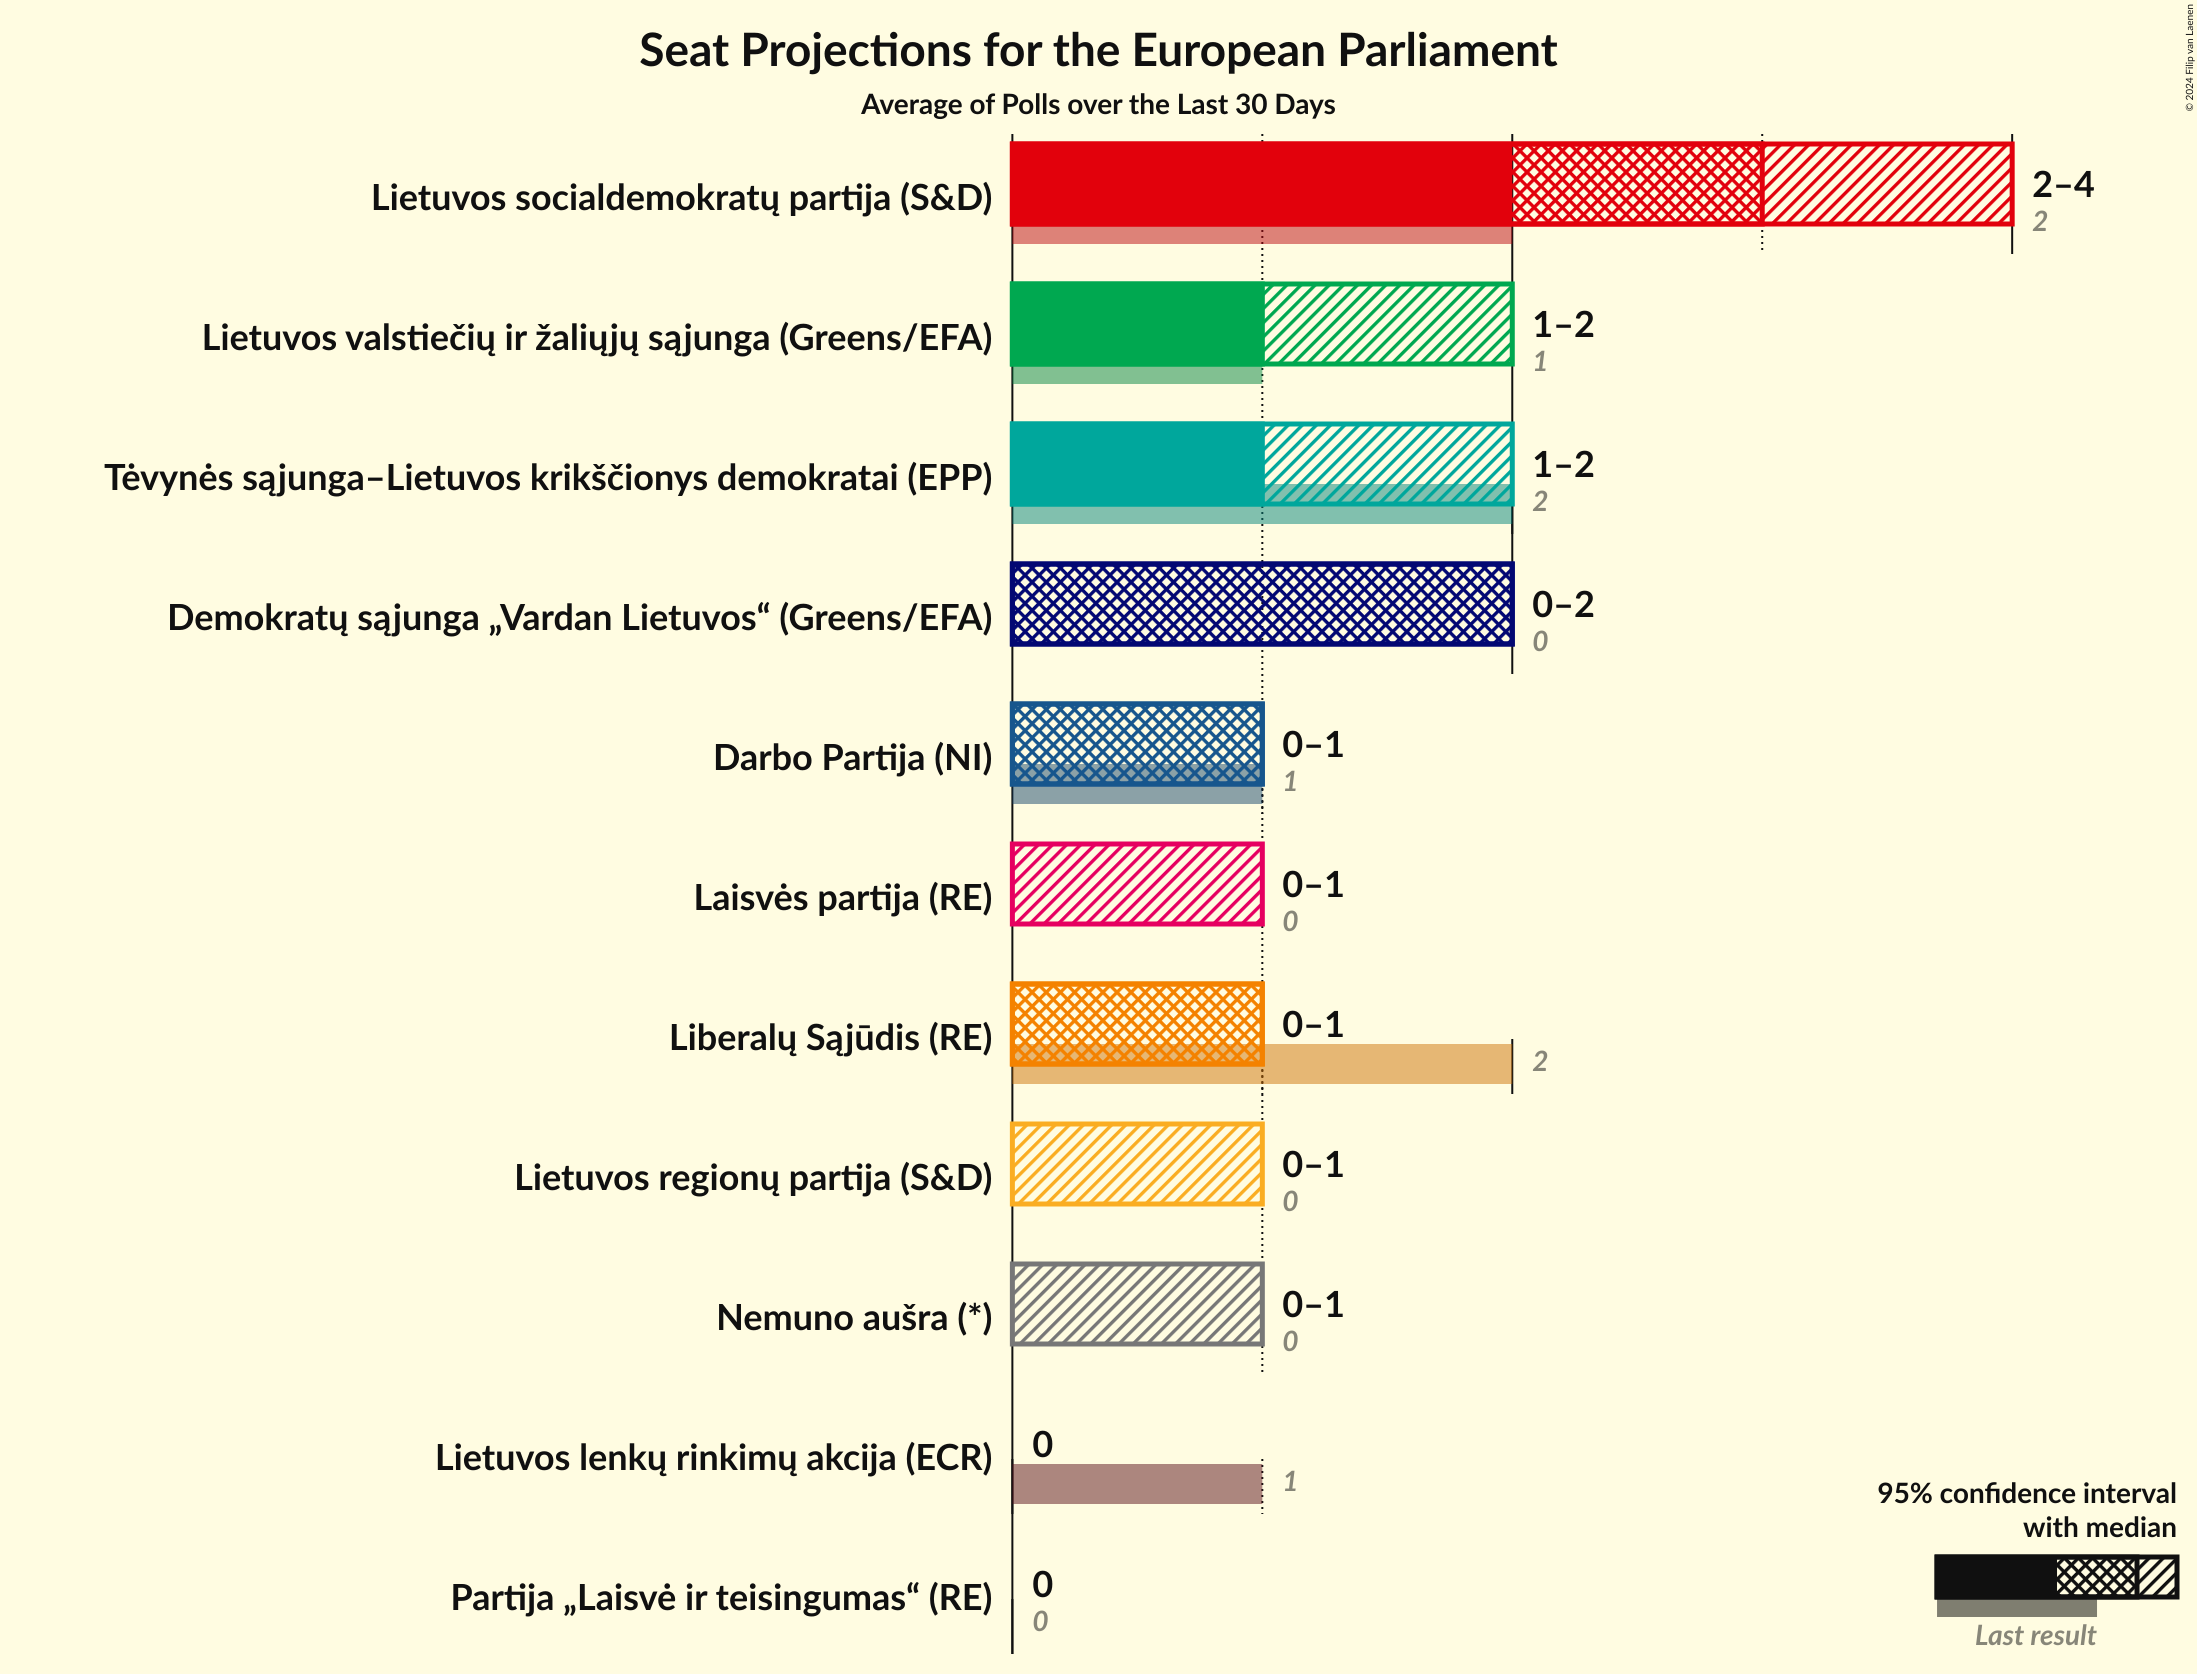 Seat Projections for the European Parliament
Average of Polls over the Last 30 Days
© 2024 Filip van Laenen
Lietuvos socialdemokratų partija (S&D)
2–4
2
Lietuvos valstiečių ir žaliųjų sąjunga (Greens/EFA)
1–2
1
Tėvynės sąjunga–Lietuvos krikščionys demokratai (EPP)
1–2
2
Demokratų sąjunga „Vardan Lietuvos“ (Greens/EFA)
0–2
0
Darbo Partija (NI)
0–1
1
Laisvės partija (RE)
0–1
0
Liberalų Sąjūdis (RE)
0–1
2
Lietuvos regionų partija (S&D)
0–1
0
Nemuno aušra (*)
0–1
0
Lietuvos lenkų rinkimų akcija (ECR)
0
1
Partija „Laisvė ir teisingumas“ (RE)
0
0
95% confidence interval
with median
Last result